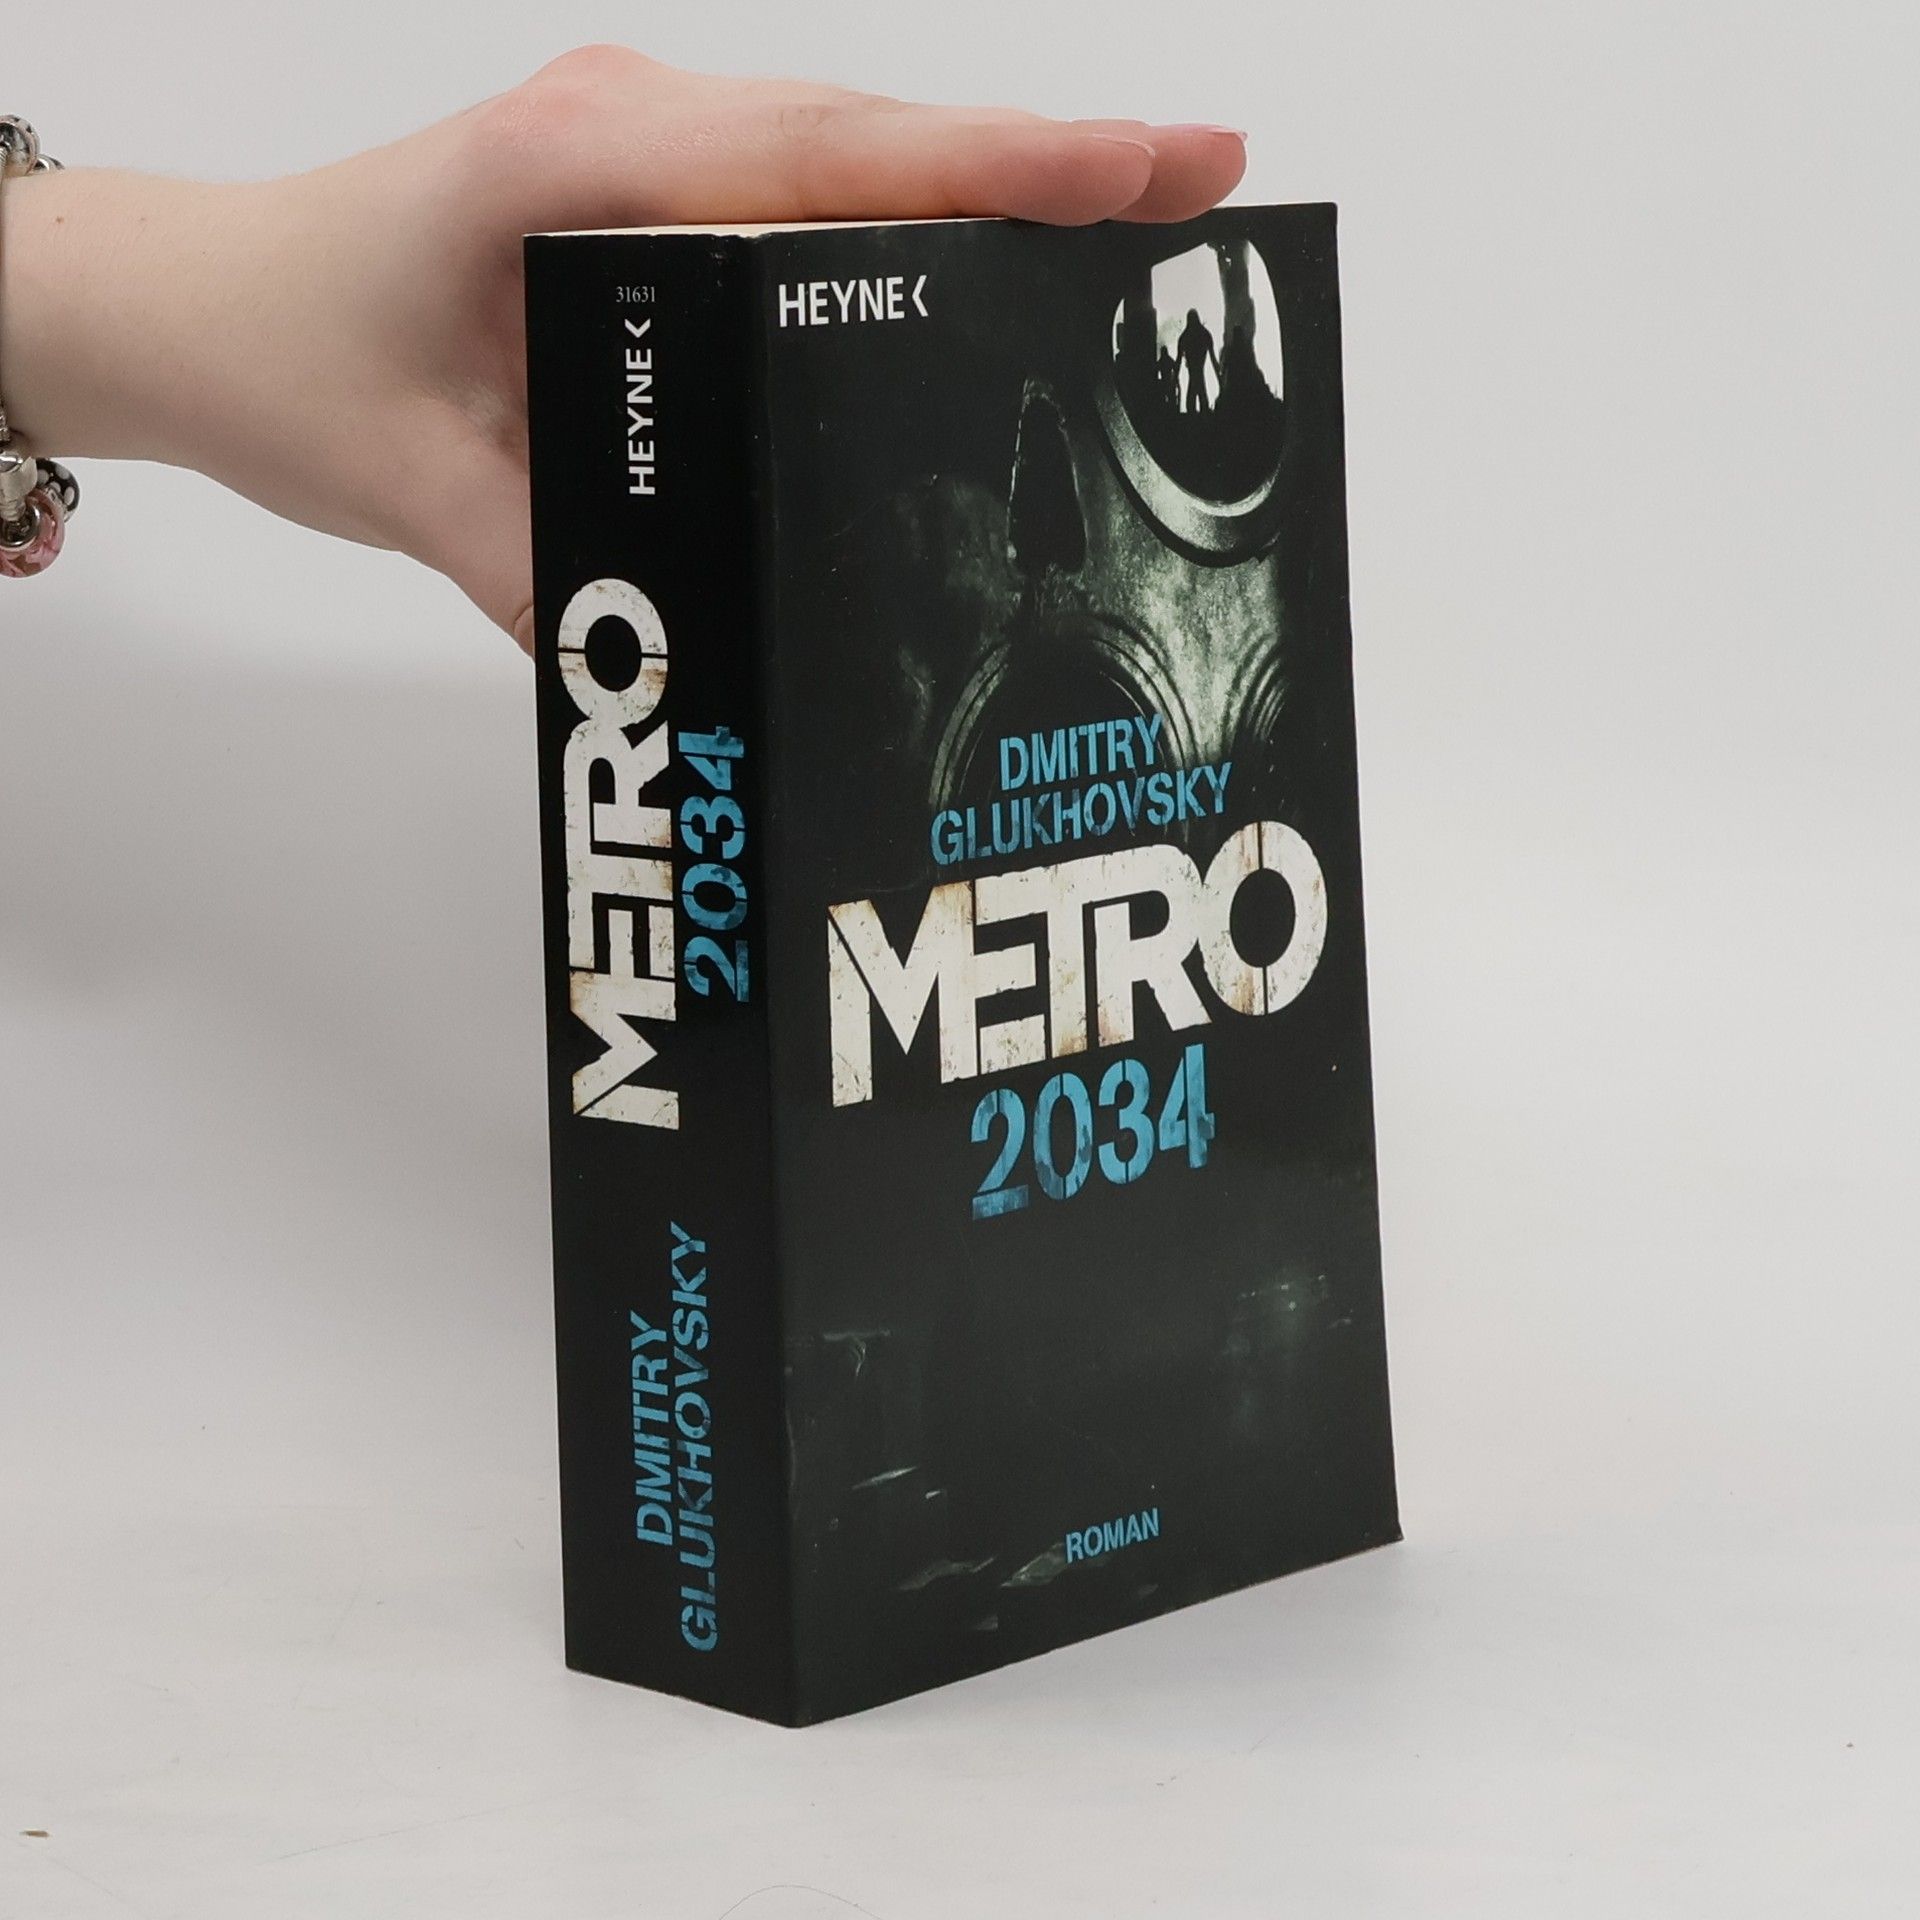 31631
HEYNE
METRO
2034
DMITRY
GLUKHOVSKY
HEYNE
DMITRY
GLUKHOVSKY
METRO
2034
ROMAN